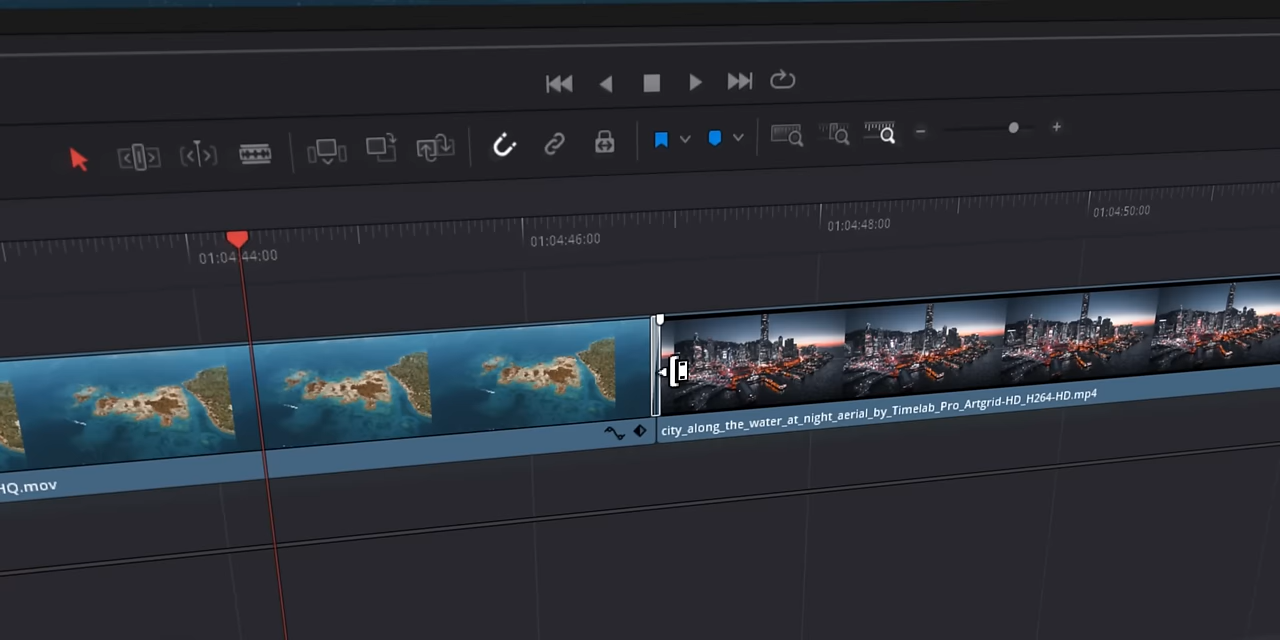 01:04:44:00
01:04:46:00
01:04:48:00
01:04:50:00
HQ.mov
city_along_the_water_at_night_aerial_by_Timelab_Pro_Artgrid-HD_H264-HD.mp4